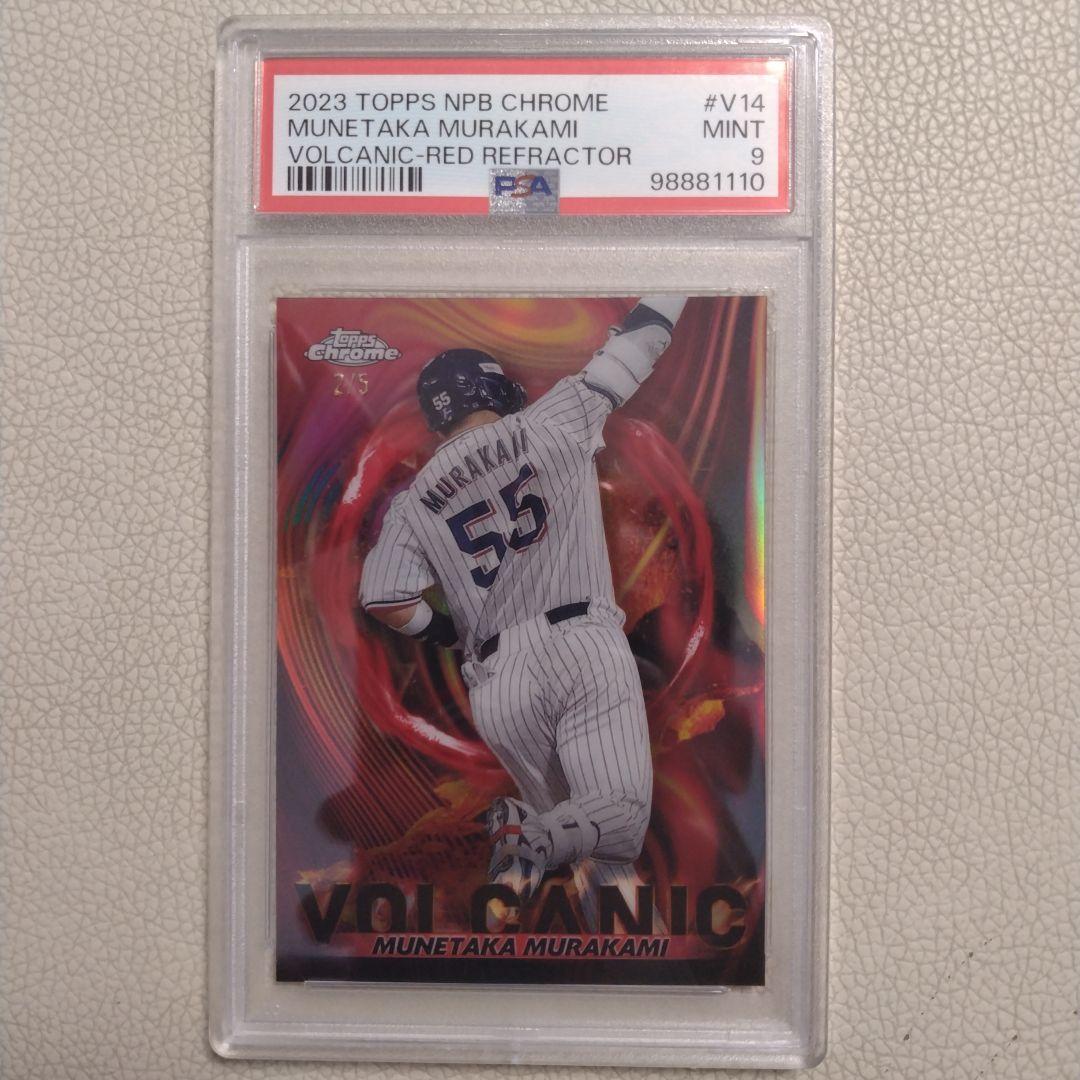 2023 TOPPS NPB CHROME #V14
MUNETAKA MURAKAMI MINT
VOLCANIC-RED REFRACTOR 9
PSA 98881110
topps
Chrome
2/5
55
MURAKAMI
55
VOLCANIC
MUNETAKA MURAKAMI